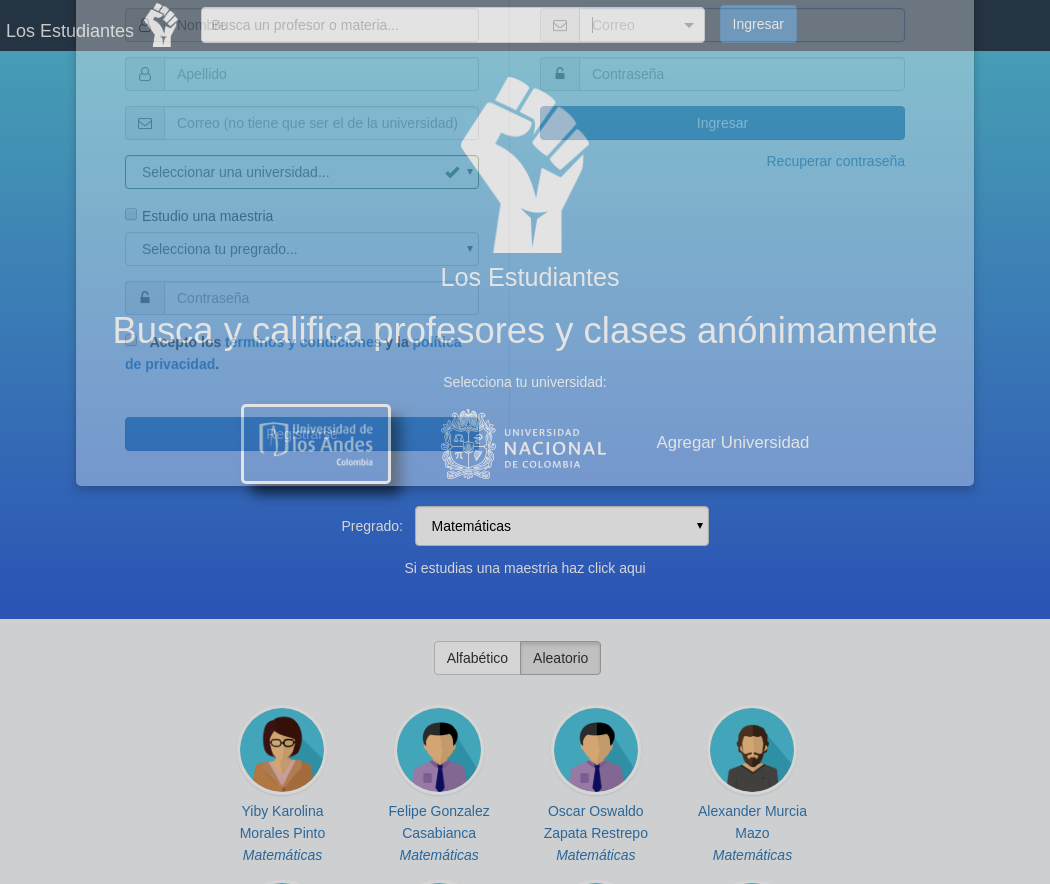 Los Estudiantes
Nombre
Busca un profesor o materia...
Correo
Ingresar
Apellido
Contraseña
Correo (no tiene que ser el de la universidad)
Ingresar
Seleccionar una universidad...
Recuperar contraseña
Estudio una maestria
Selecciona tu pregrado...
Los Estudiantes
Contraseña
Busca y califica profesores y clases anónimamente
Acepto los términos y condiciones y la política
de privacidad.
Selecciona tu universidad:
Registrarse
Universidad de
los Andes
Colombia
UNIVERSIDAD
NACIONAL
DE COLOMBIA
Agregar Universidad
Pregrado:
Matemáticas
Si estudias una maestria haz click aqui
Alfabético
Aleatorio
Yiby Karolina
Morales Pinto
Matemáticas
Felipe Gonzalez
Casabianca
Matemáticas
Oscar Oswaldo
Zapata Restrepo
Matemáticas
Alexander Murcia
Mazo
Matemáticas